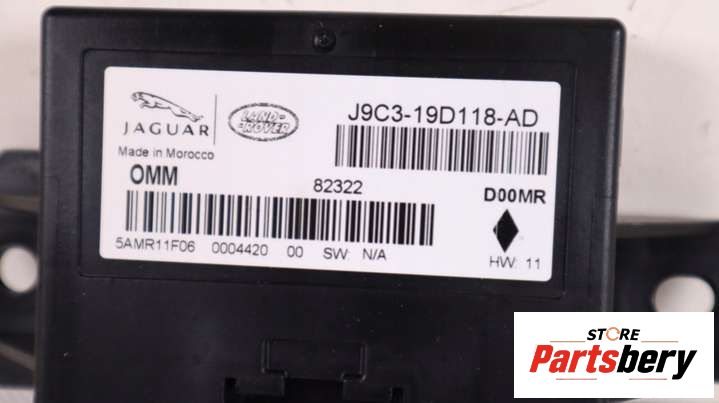 JAGUAR
LAND-
ROVER
J9C3-19D118-AD
Made in Morocco
OMM 82322 D00MR
5AMR11F06 0004420 00 SW: N/A HW: 11
STORE
Partsbery